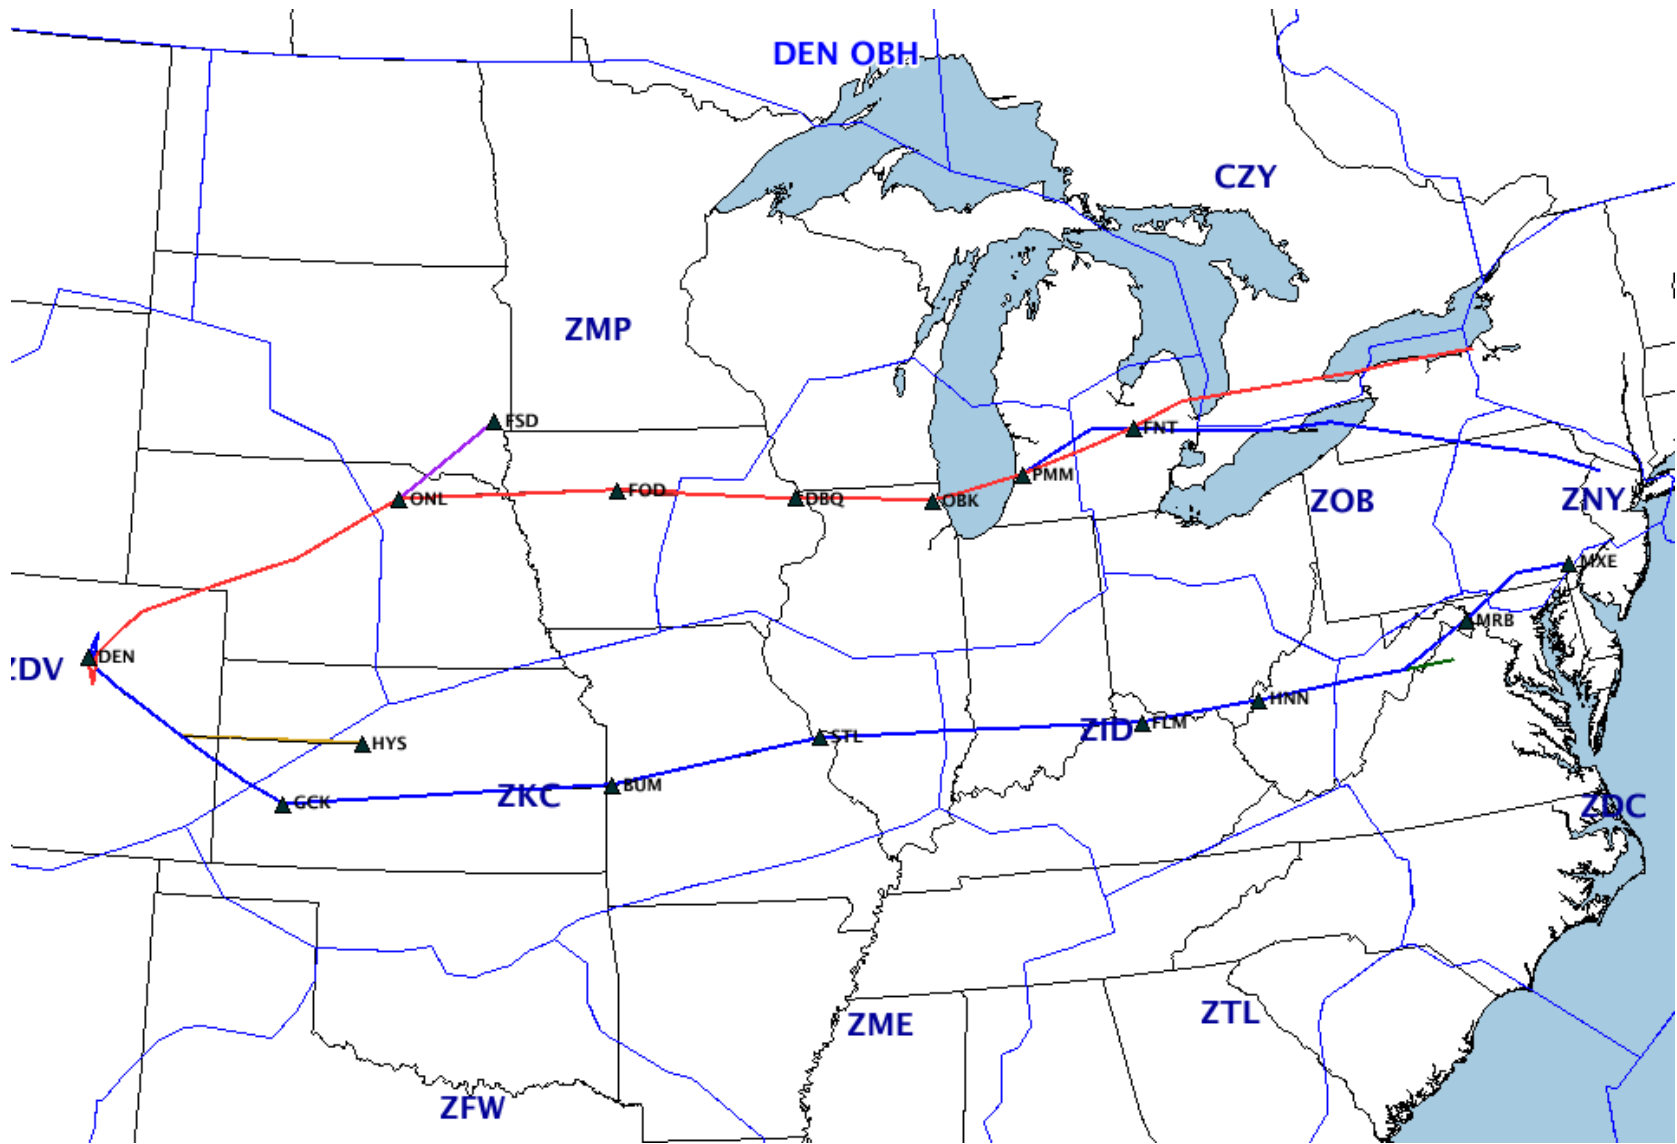 DEN OBH
CZY
ZMP
FSD
ONL
FOD
DBQ
OBK
PMM
FNT
ZOB
ZNY
MXE
MRB
DEN
ZDV
HYS
GCK
ZKC
BUM
STL
ZID
FLM
HNN
ZDC
ZME
ZTL
ZFW